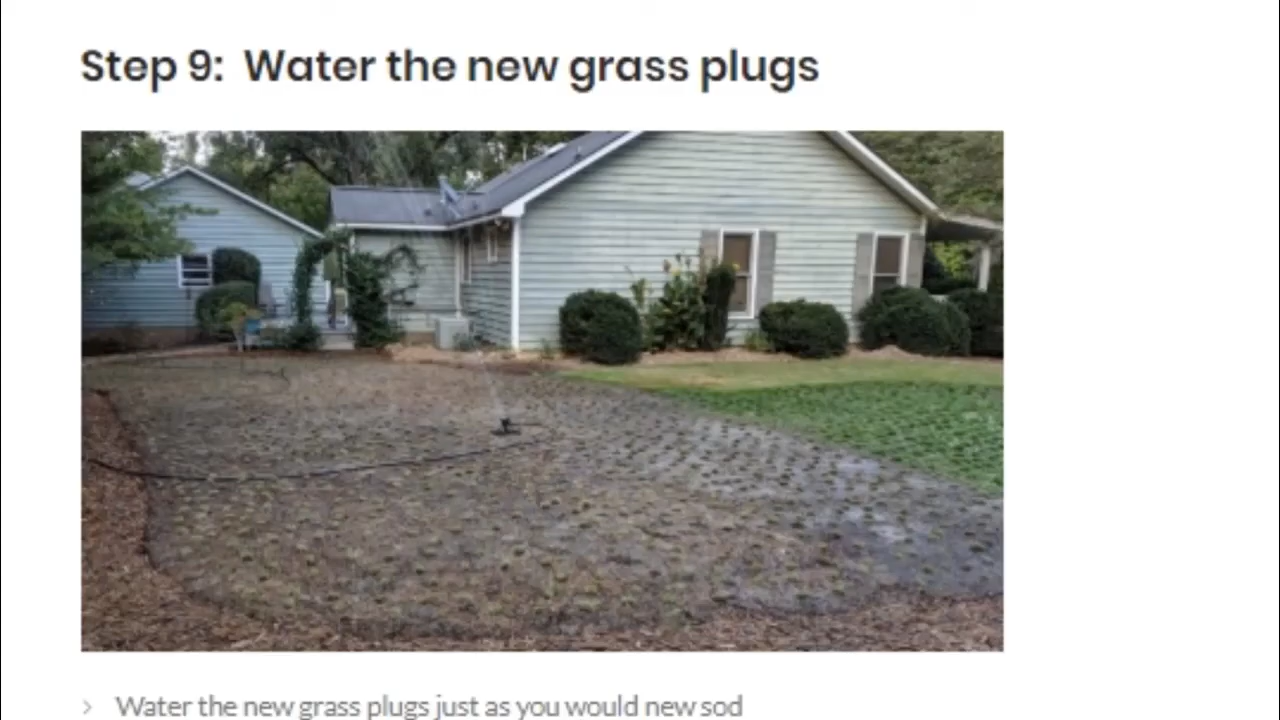 Step 9: Water the new grass plugs
Water the new grass plugs just as you would new sod